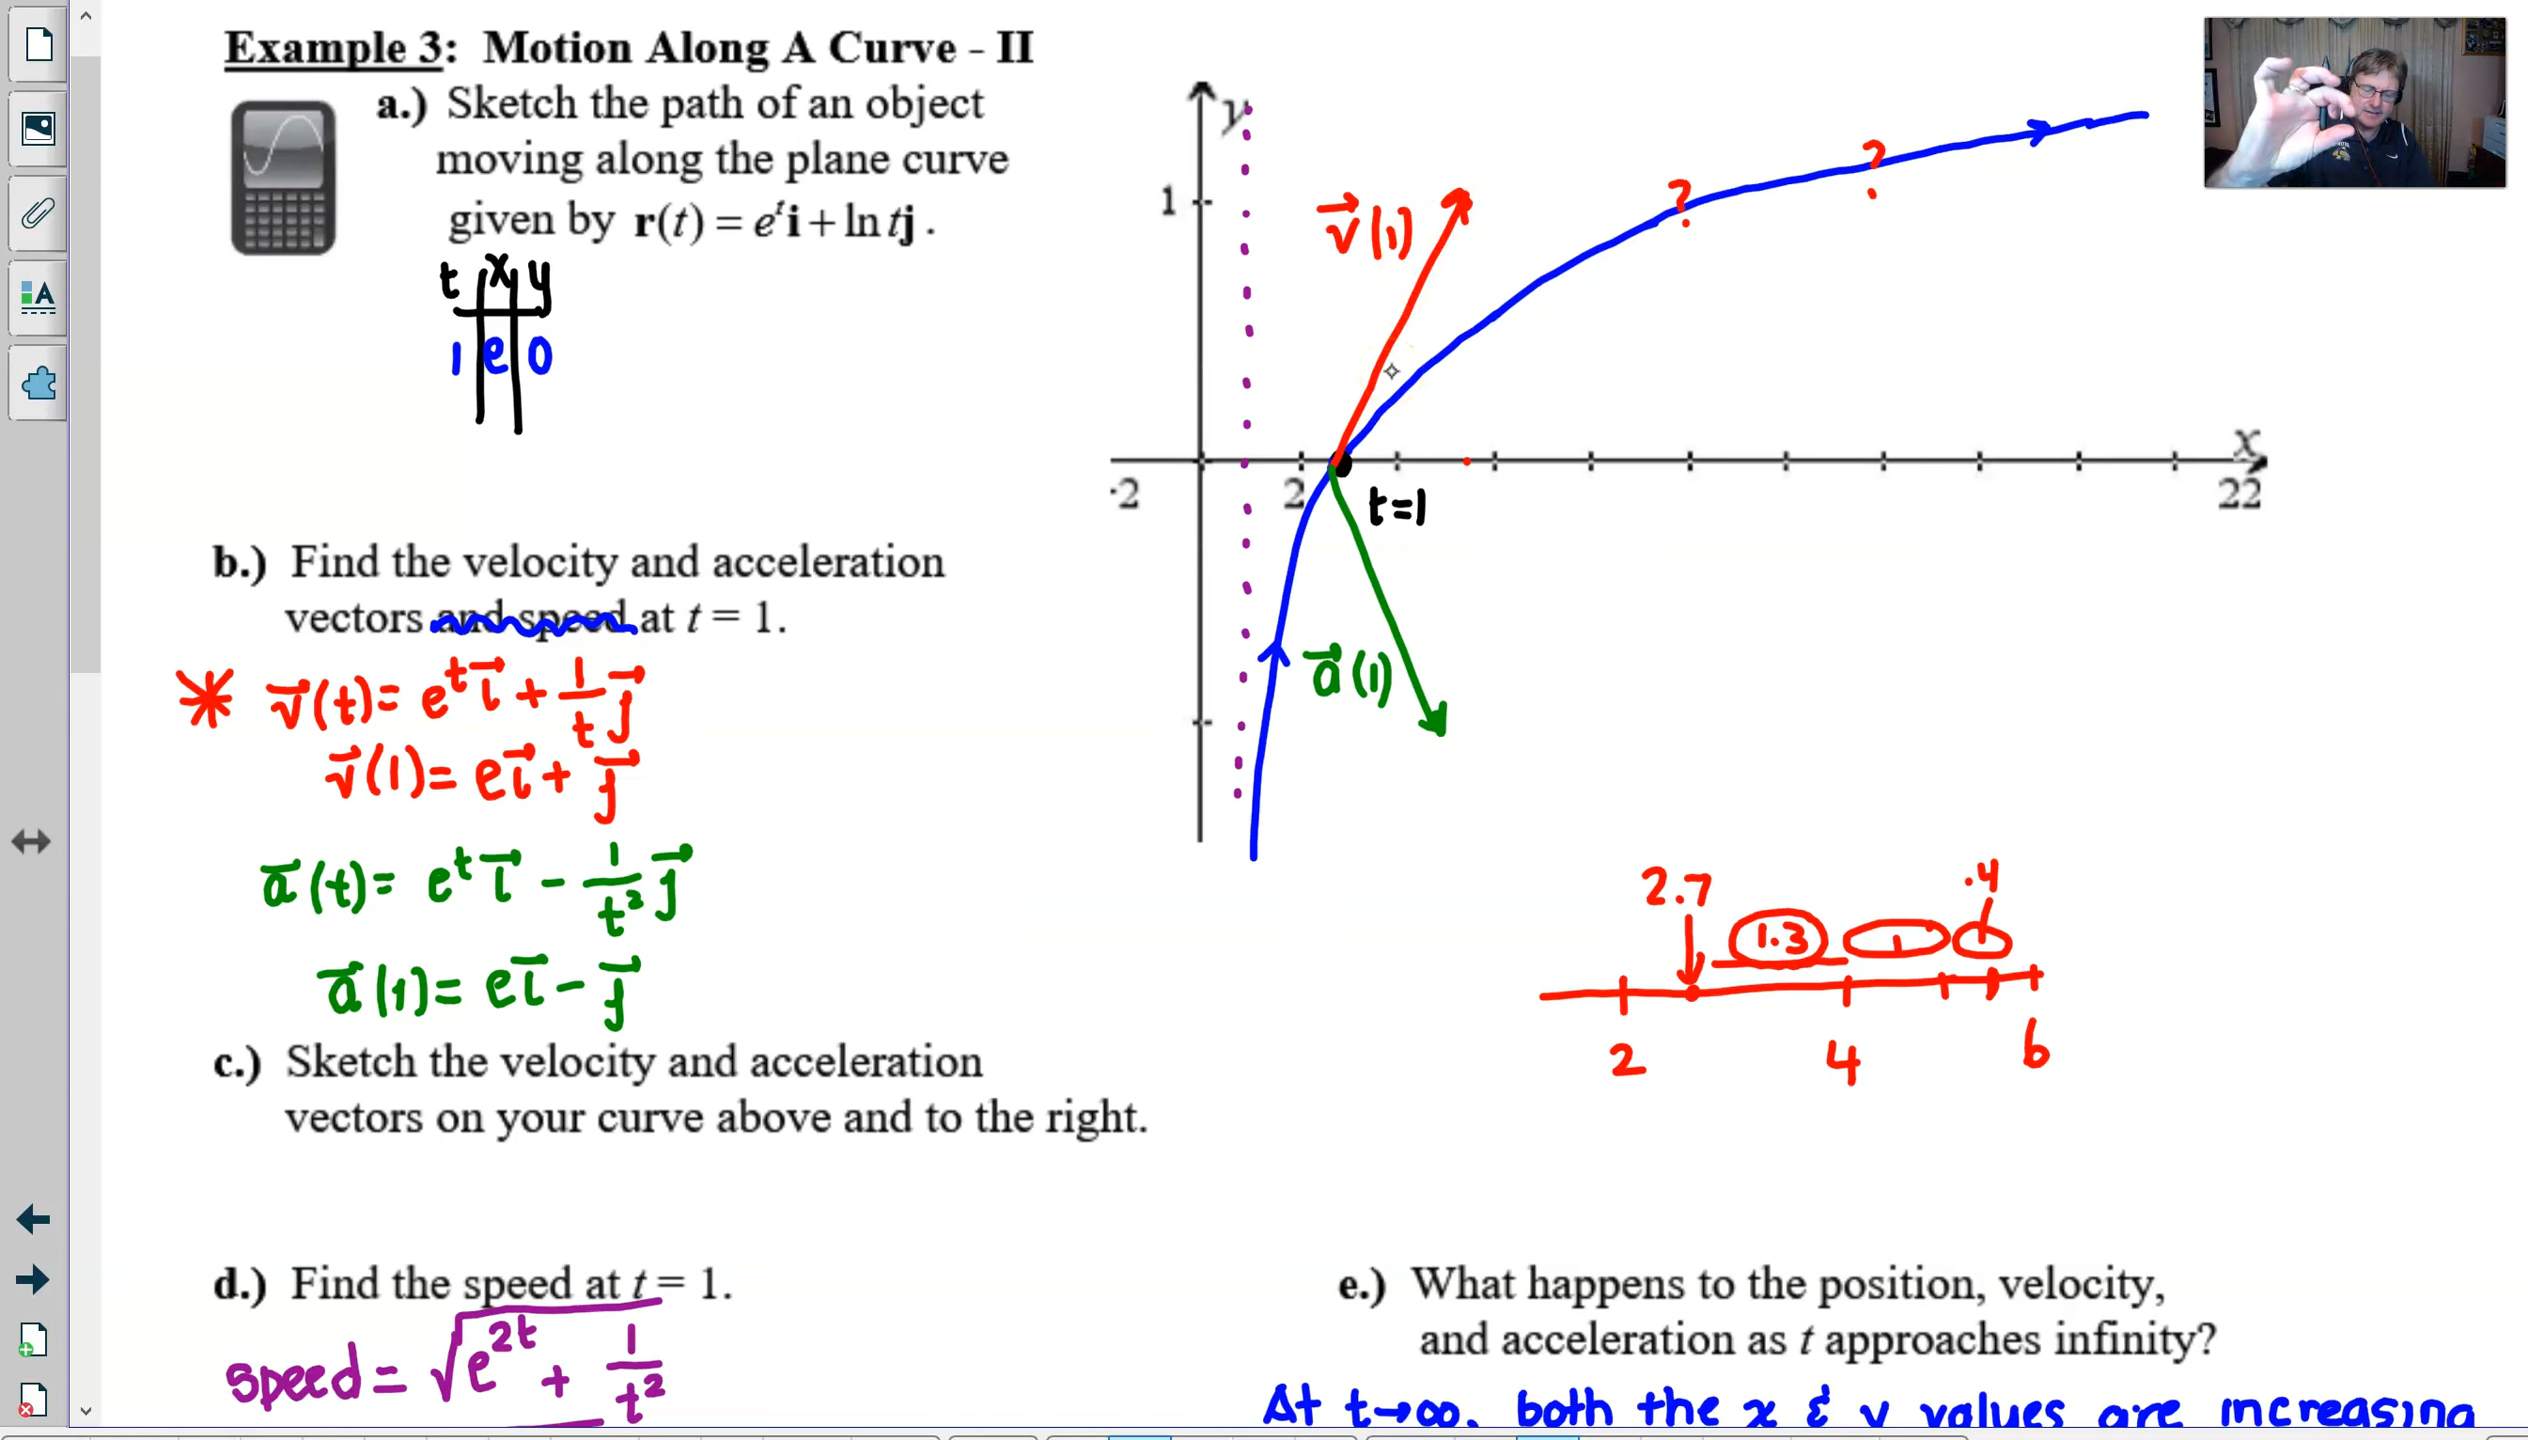 Example 3: Motion Along A Curve - II
a.) Sketch the path of an object
moving along the plane curve
given by r(t) = e^t i + ln t j .
t x y
1 e 0
b.) Find the velocity and acceleration
vectors and speed at t = 1.
v⃗(t) = e^t i⃗ + 1/t j⃗
v⃗(1) = e i⃗ + j⃗
a⃗(t) = e^t i⃗ - 1/t² j⃗
a⃗(1) = e i⃗ - j⃗
c.) Sketch the velocity and acceleration
vectors on your curve above and to the right.
d.) Find the speed at t = 1.
speed = √(e^2t + 1/t²)
y
1
v⃗(1)
?
?
x
-2
2
t=1
22
a⃗(1)
2.7
1.3
1
.4
2
4
6
e.) What happens to the position, velocity,
and acceleration as t approaches infinity?
At t→∞, both the x & y values are increasing